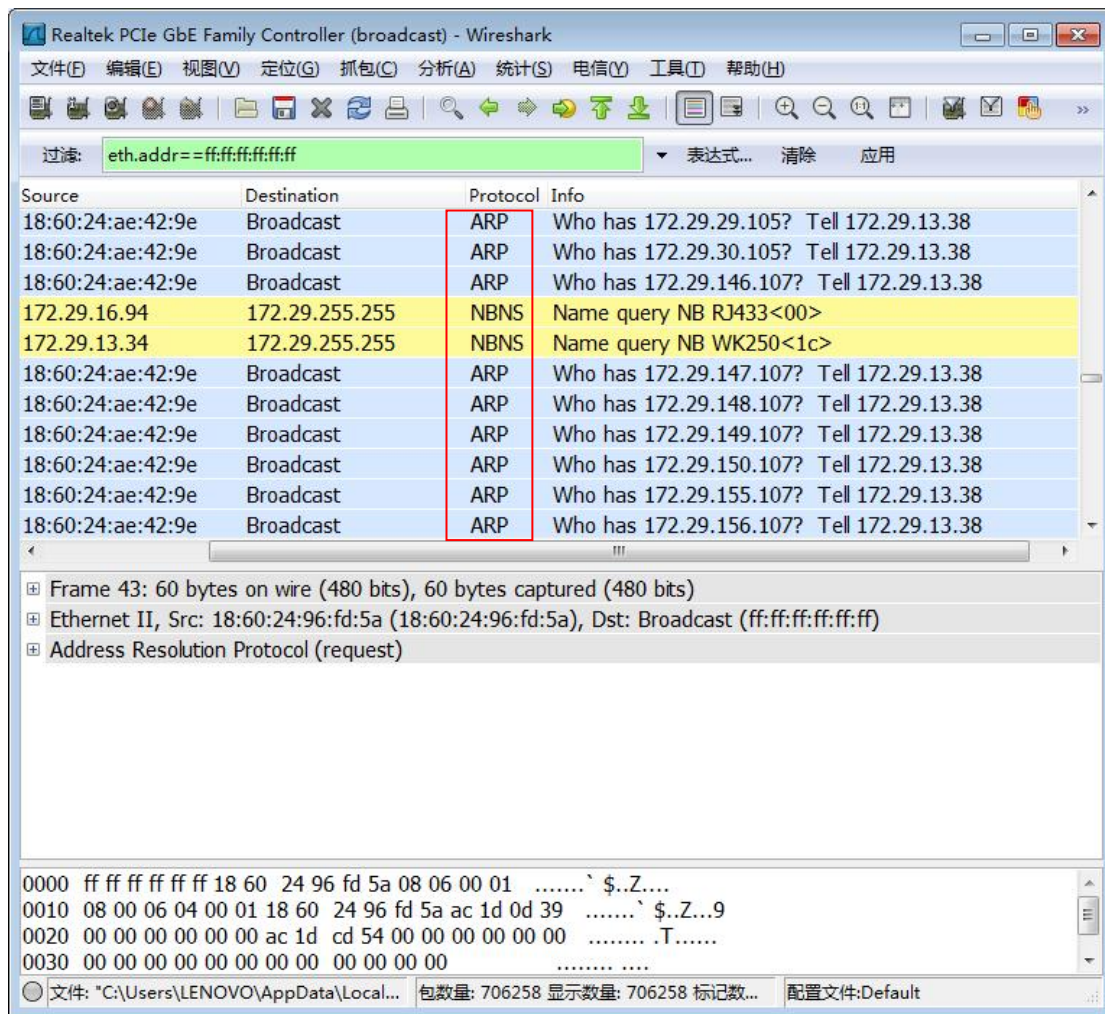 Realtek PCIe GbE Family Controller (broadcast) - Wireshark
文件(F) 编辑(E) 视图(V) 定位(G) 抓包(C) 分析(A) 统计(S) 电信(Y) 工具(T) 帮助(H)
过滤: eth.addr==ff:ff:ff:ff:ff:ff 表达式... 清除 应用
Source Destination Protocol Info
18:60:24:ae:42:9e Broadcast ARP Who has 172.29.29.105? Tell 172.29.13.38
18:60:24:ae:42:9e Broadcast ARP Who has 172.29.30.105? Tell 172.29.13.38
18:60:24:ae:42:9e Broadcast ARP Who has 172.29.146.107? Tell 172.29.13.38
172.29.16.94 172.29.255.255 NBNS Name query NB RJ433<00>
172.29.13.34 172.29.255.255 NBNS Name query NB WK250<1c>
18:60:24:ae:42:9e Broadcast ARP Who has 172.29.147.107? Tell 172.29.13.38
18:60:24:ae:42:9e Broadcast ARP Who has 172.29.148.107? Tell 172.29.13.38
18:60:24:ae:42:9e Broadcast ARP Who has 172.29.149.107? Tell 172.29.13.38
18:60:24:ae:42:9e Broadcast ARP Who has 172.29.150.107? Tell 172.29.13.38
18:60:24:ae:42:9e Broadcast ARP Who has 172.29.155.107? Tell 172.29.13.38
18:60:24:ae:42:9e Broadcast ARP Who has 172.29.156.107? Tell 172.29.13.38
Frame 43: 60 bytes on wire (480 bits), 60 bytes captured (480 bits)
Ethernet II, Src: 18:60:24:96:fd:5a (18:60:24:96:fd:5a), Dst: Broadcast (ff:ff:ff:ff:ff:ff)
Address Resolution Protocol (request)
0000 ff ff ff ff ff ff 18 60 24 96 fd 5a 08 06 00 01 .......` $..Z....
0010 08 00 06 04 00 01 18 60 24 96 fd 5a ac 1d 0d 39 .......` $..Z...9
0020 00 00 00 00 00 00 ac 1d cd 54 00 00 00 00 00 00 ........ .T......
0030 00 00 00 00 00 00 00 00 00 00 00 00 ........ ....
文件: "C:\Users\LENOVO\AppData\Local... 包数量: 706258 显示数量: 706258 标记数... 配置文件:Default